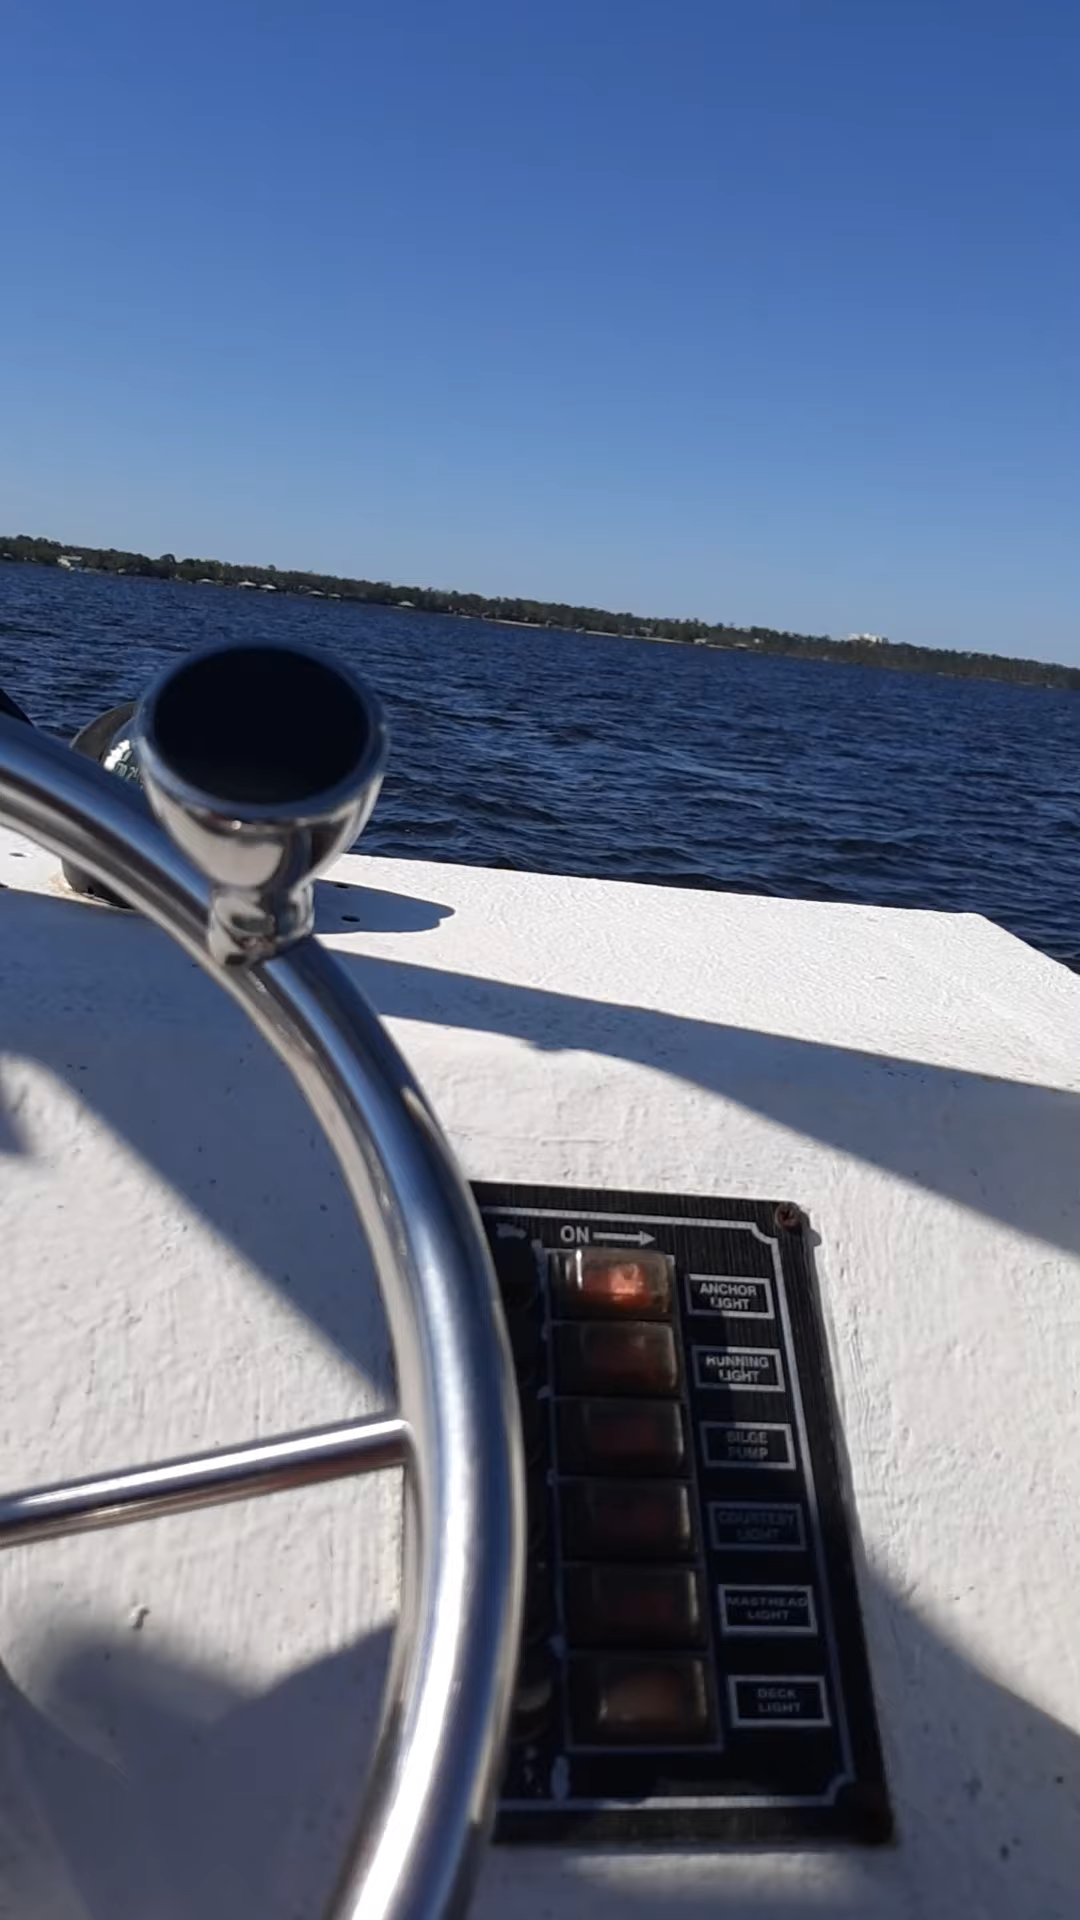 ON
ANCHOR
LIGHT
RUNNING
LIGHT
BILGE
PUMP
COURTESY
LIGHT
MASTHEAD
LIGHT
DECK
LIGHT